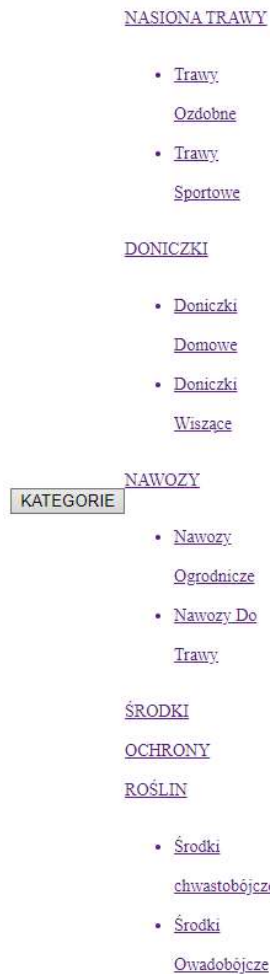 NASIONA TRAWY
Trawy
Ozdobne
Trawy
Sportowe
DONICZKI
Doniczki
Domowe
Doniczki
Wiszące
NAWOZY
KATEGORIE
Nawozy
Ogrodnicze
Nawozy Do
Trawy
ŚRODKI
OCHRONY
ROŚLIN
Środki
chwastobójcze
Środki
Owadobójcze